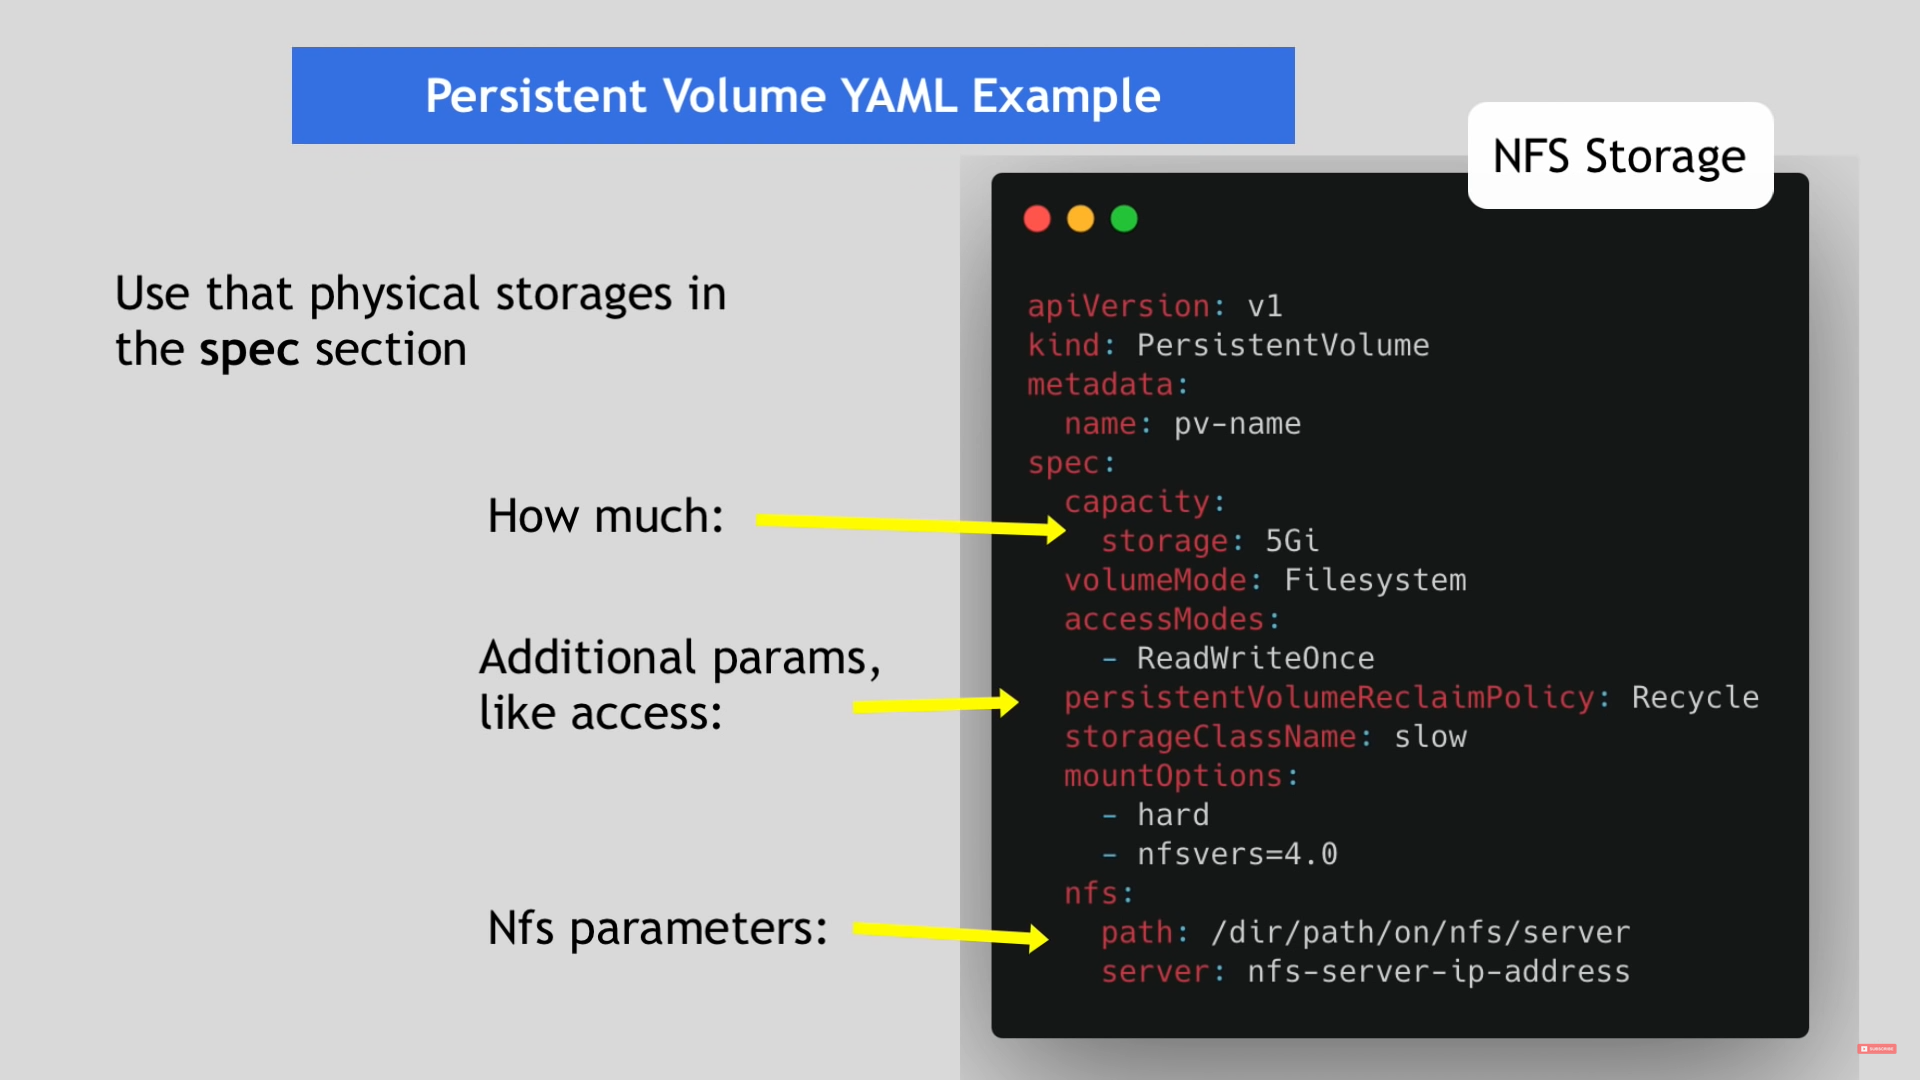 Persistent Volume YAML Example
NFS Storage
Use that physical storages in
the spec section
How much:
Additional params,
like access:
Nfs parameters:
apiVersion: v1
kind: PersistentVolume
metadata:
  name: pv-name
spec:
  capacity:
    storage: 5Gi
  volumeMode: Filesystem
  accessModes:
    - ReadWriteOnce
  persistentVolumeReclaimPolicy: Recycle
  storageClassName: slow
  mountOptions:
    - hard
    - nfsvers=4.0
  nfs:
    path: /dir/path/on/nfs/server
    server: nfs-server-ip-address
SUBSCRIBE